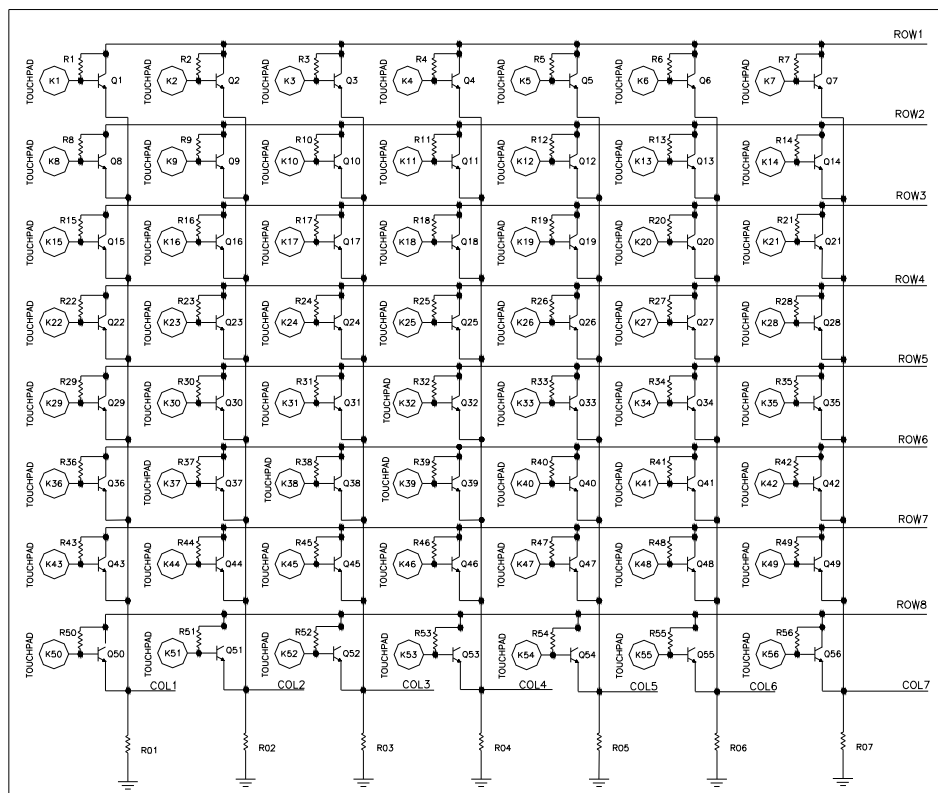 ROW1
R1 R2 R3 R4 R5 R6 R7
TOUCHPAD K1 Q1 TOUCHPAD K2 Q2 TOUCHPAD K3 Q3 TOUCHPAD K4 Q4 TOUCHPAD K5 Q5 TOUCHPAD K6 Q6 TOUCHPAD K7 Q7
ROW2
R8 R9 R10 R11 R12 R13 R14
TOUCHPAD K8 Q8 TOUCHPAD K9 Q9 TOUCHPAD K10 Q10 TOUCHPAD K11 Q11 TOUCHPAD K12 Q12 TOUCHPAD K13 Q13 TOUCHPAD K14 Q14
ROW3
R15 R16 R17 R18 R19 R20 R21
TOUCHPAD K15 Q15 TOUCHPAD K16 Q16 TOUCHPAD K17 Q17 TOUCHPAD K18 Q18 TOUCHPAD K19 Q19 TOUCHPAD K20 Q20 TOUCHPAD K21 Q21
ROW4
R22 R23 R24 R25 R26 R27 R28
TOUCHPAD K22 Q22 TOUCHPAD K23 Q23 TOUCHPAD K24 Q24 TOUCHPAD K25 Q25 TOUCHPAD K26 Q26 TOUCHPAD K27 Q27 TOUCHPAD K28 Q28
ROW5
R29 R30 R31 R32 R33 R34 R35
TOUCHPAD K29 Q29 TOUCHPAD K30 Q30 TOUCHPAD K31 Q31 TOUCHPAD K32 Q32 TOUCHPAD K33 Q33 TOUCHPAD K34 Q34 TOUCHPAD K35 Q35
ROW6
R36 R37 R38 R39 R40 R41 R42
TOUCHPAD K36 Q36 TOUCHPAD K37 Q37 TOUCHPAD K38 Q38 TOUCHPAD K39 Q39 TOUCHPAD K40 Q40 TOUCHPAD K41 Q41 TOUCHPAD K42 Q42
ROW7
R43 R44 R45 R46 R47 R48 R49
TOUCHPAD K43 Q43 TOUCHPAD K44 Q44 TOUCHPAD K45 Q45 TOUCHPAD K46 Q46 TOUCHPAD K47 Q47 TOUCHPAD K48 Q48 TOUCHPAD K49 Q49
ROW8
R50 R51 R52 R53 R54 R55 R56
TOUCHPAD K50 Q50 TOUCHPAD K51 Q51 TOUCHPAD K52 Q52 TOUCHPAD K53 Q53 TOUCHPAD K54 Q54 TOUCHPAD K55 Q55 TOUCHPAD K56 Q56
COL1 COL2 COL3 COL4 COL5 COL6 COL7
R01 R02 R03 R04 R05 R06 R07